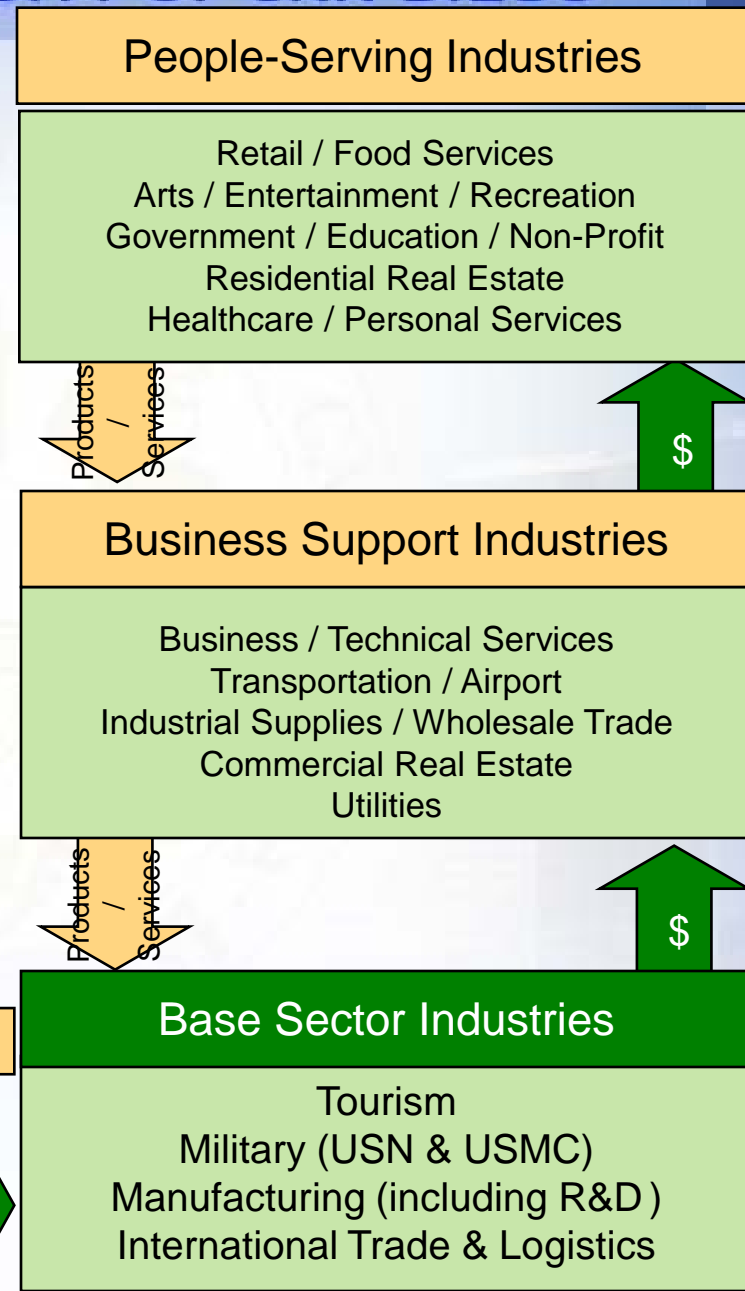 People-Serving Industries
Retail / Food Services
Arts / Entertainment / Recreation
Government / Education / Non-Profit
Residential Real Estate
Healthcare / Personal Services
Products
/
Services
$
Business Support Industries
Business / Technical Services
Transportation / Airport
Industrial Supplies / Wholesale Trade
Commercial Real Estate
Utilities
Products
/
Services
$
Base Sector Industries
Tourism
Military (USN & USMC)
Manufacturing (including R&D)
International Trade & Logistics